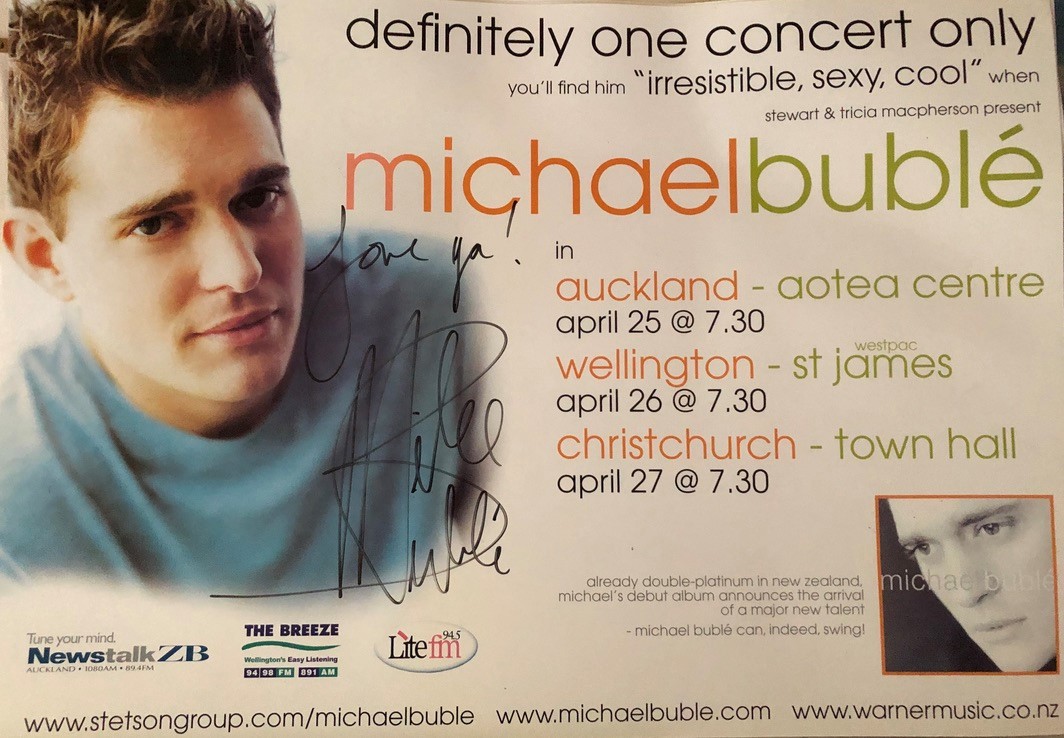 definitely one concert only
you'll find him "irresistible, sexy, cool" when
stewart & tricia macpherson present
michaelbublé
love ya!
in
auckland - aotea centre
april 25 @ 7.30
westpac
wellington - st james
april 26 @ 7.30
christchurch - town hall
april 27 @ 7.30
Bublé
michael bublé
already double-platinum in new zealand,
michael's debut album announces the arrival
of a major new talent
- michael bublé can, indeed, swing!
Tune your mind.
Newstalk ZB
AUCKLAND • 1080AM • 89.4FM
THE BREEZE
Wellington's Easy Listening
94|98 FM 891 AM
Lite fm 94.5
www.stetsongroup.com/michaelbuble www.michaelbuble.com www.warnermusic.co.nz